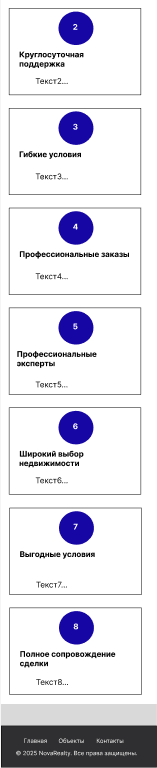 2
Круглосуточная
поддержка
Текст2...
3
Гибкие условия
Текст3...
4
Профессиональные заказы
Текст4...
5
Профессиональные
эксперты
Текст5...
6
Широкий выбор
недвижимости
Текст6...
7
Выгодные условия
Текст7...
8
Полное сопровождение
сделки
Текст8...
Главная Объекты Контакты
© 2025 NovaRealty. Все права защищены.